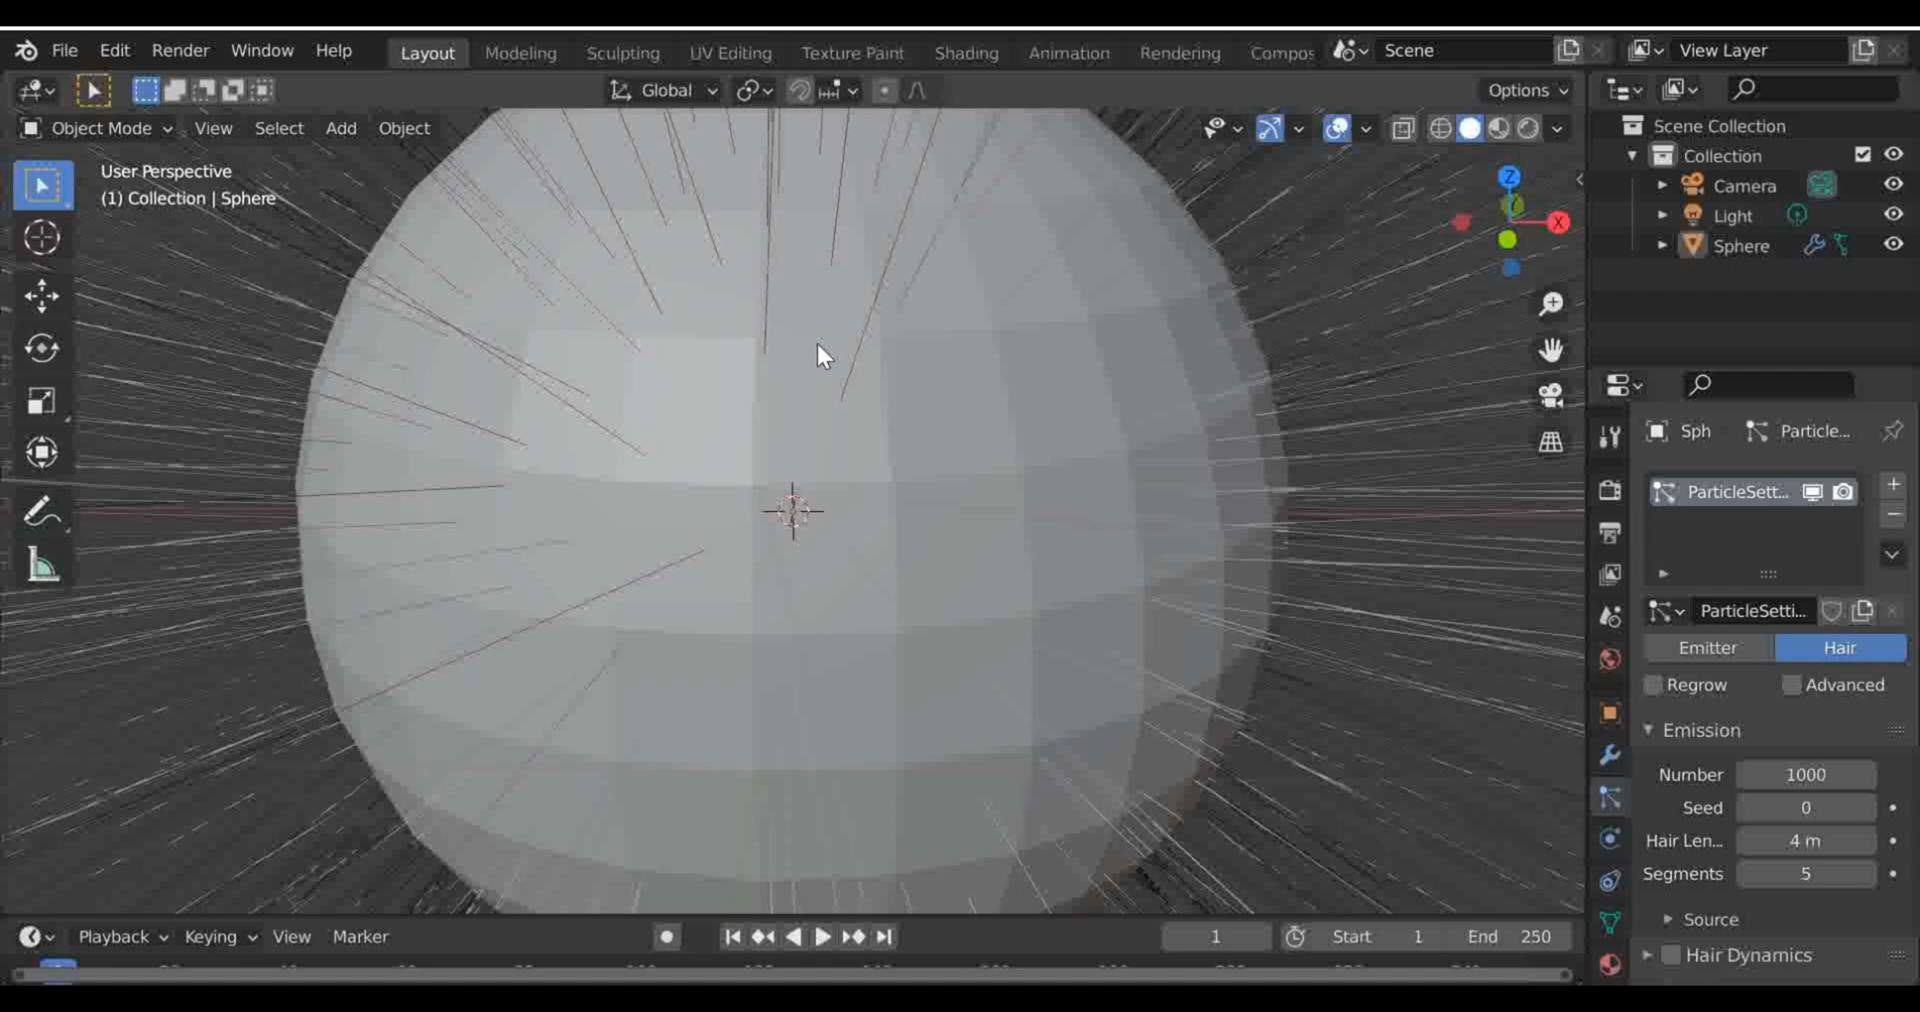 File Edit Render Window Help Layout Modeling Sculpting UV Editing Texture Paint Shading Animation Rendering Compos Scene View Layer
Global Options
Object Mode View Select Add Object
User Perspective
(1) Collection | Sphere
Z
Y
X
Scene Collection
Collection
Camera
Light
Sphere
Sph Particle...
ParticleSett...
ParticleSetti...
Emitter Hair
Regrow Advanced
Emission
Number 1000
Seed 0
Hair Len... 4 m
Segments 5
Source
Hair Dynamics
Playback Keying View Marker 1 Start 1 End 250